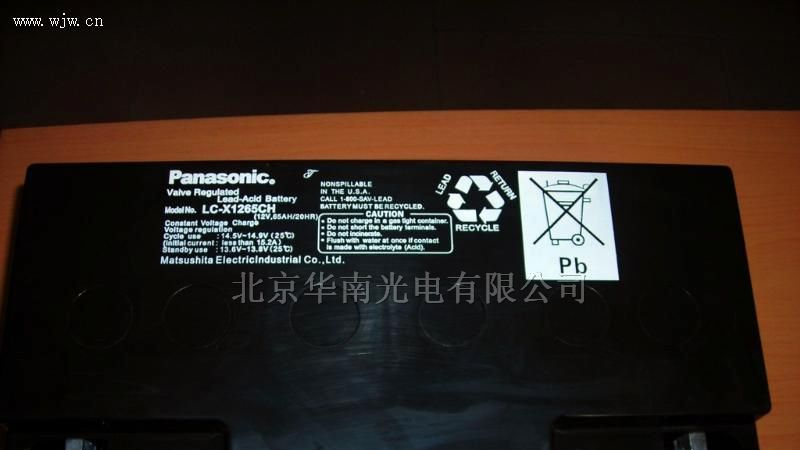 www.wjw.cn
Panasonic.
Valve Regulated
Lead-Acid Battery
Model No. LC-X1265CH
(12V,65AH/20HR)
Constant Voltage Charge
Voltage regulation
Cycle use : 14.5V-14.9V (25℃)
(initial current: less than 15.2A)
Standby use : 13.6V-13.8V (25℃)
Matsushita ElectricIndustrial Co.,Ltd.
NONSPILLABLE
IN THE U.S.A.
CALL 1-800-SAV-LEAD
BATTERY MUST BE RECYCLED.
CAUTION
• Do not charge in a gas tight container.
• Do not short the battery terminals.
• Do not incinerate.
• Flush with water at once if contact
is made with electrolyte (Acid).
LEAD
RETURN
RECYCLE
Pb
北京华南光电有限公司